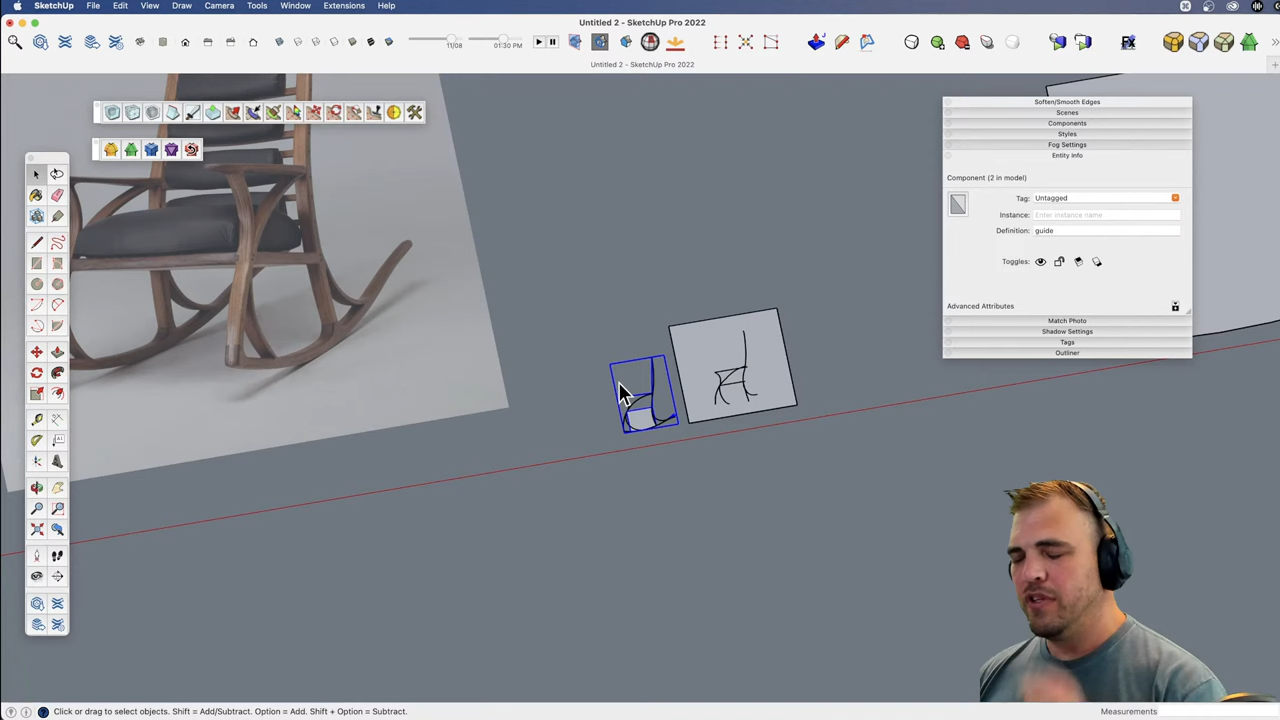 SketchUp File Edit View Draw Camera Tools Window Extensions Help
Untitled 2 - SketchUp Pro 2022
11/08 01:30 PM
Untitled 2 - SketchUp Pro 2022
Soften/Smooth Edges
Scenes
Components
Styles
Fog Settings
Entity Info
Component (2 in model)
Tag: Untagged
Instance: Enter instance name
Definition: guide
Toggles:
Advanced Attributes
Match Photo
Shadow Settings
Tags
Outliner
Click or drag to select objects. Shift = Add/Subtract. Option = Add. Shift + Option = Subtract.
Measurements